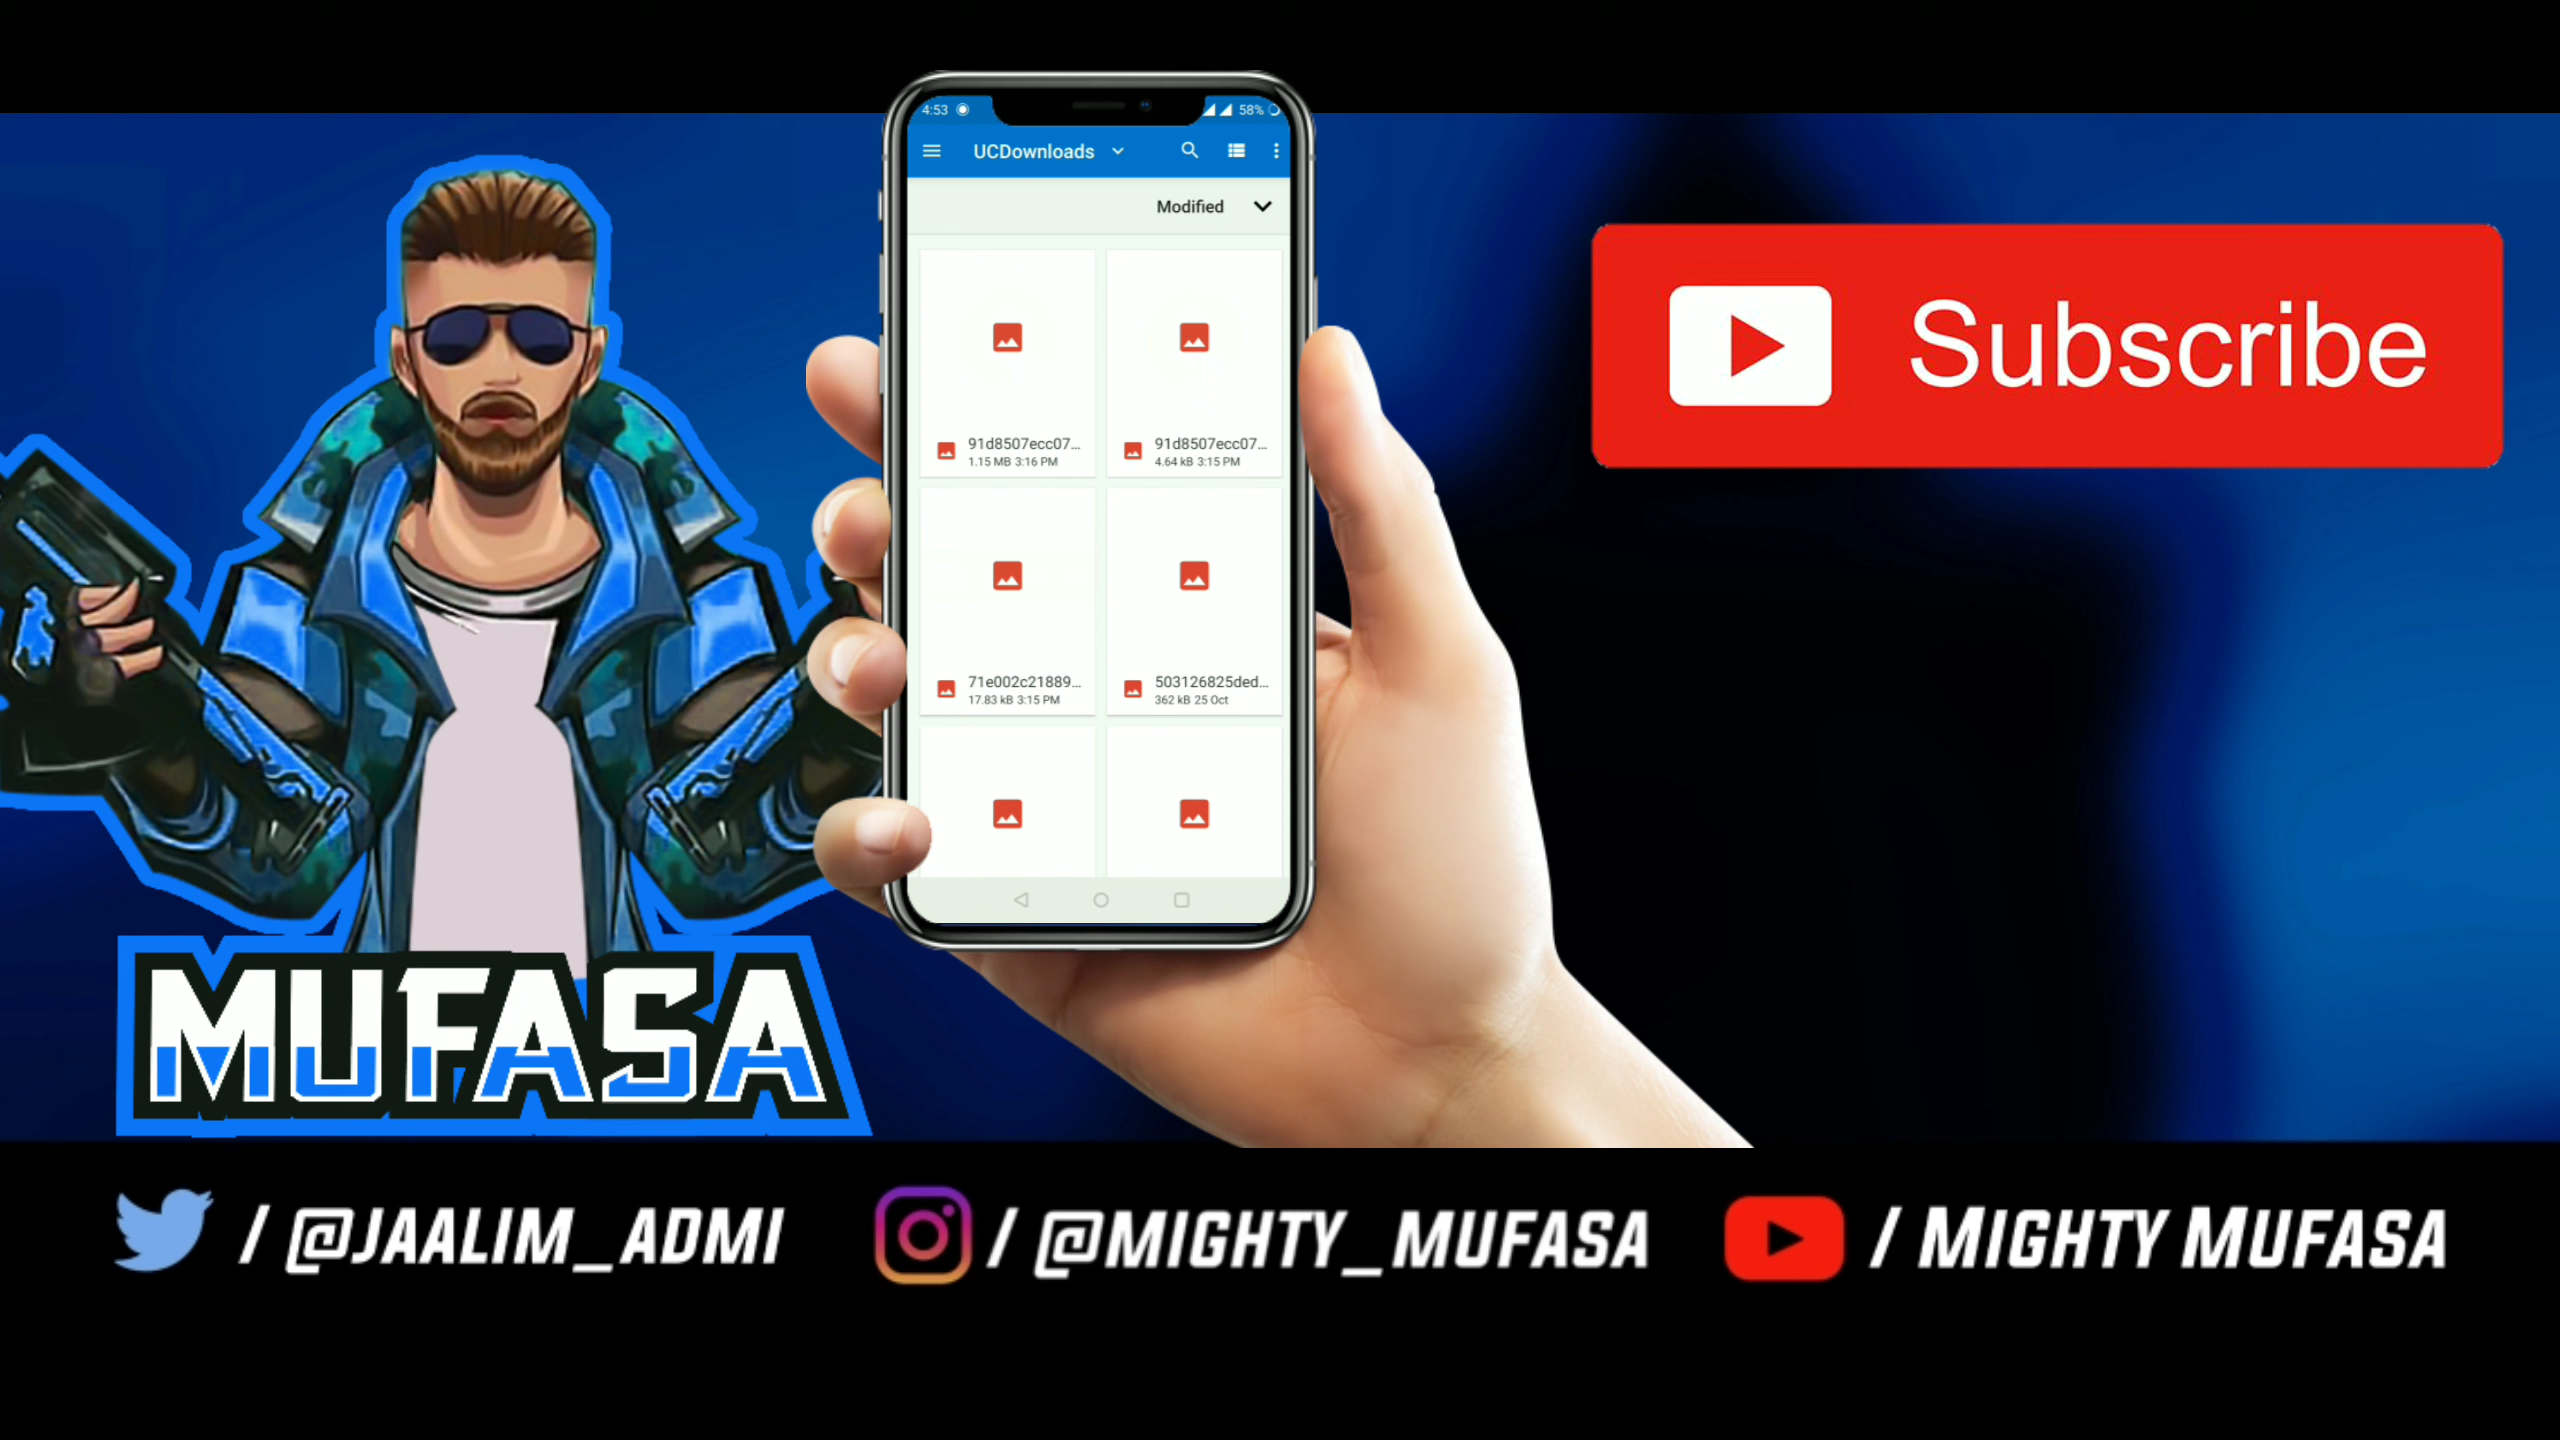 4:53
58%
UCDownloads
Modified
91d8507ecc07...
1.15 MB 3:16 PM
91d8507ecc07...
4.64 kB 3:15 PM
71e002c21889...
17.83 kB 3:15 PM
503126825ded...
362 kB 25 Oct
Subscribe
MUFASA
/ @JAALIM_ADMI
/ @MIGHTY_MUFASA
/ MIGHTY MUFASA